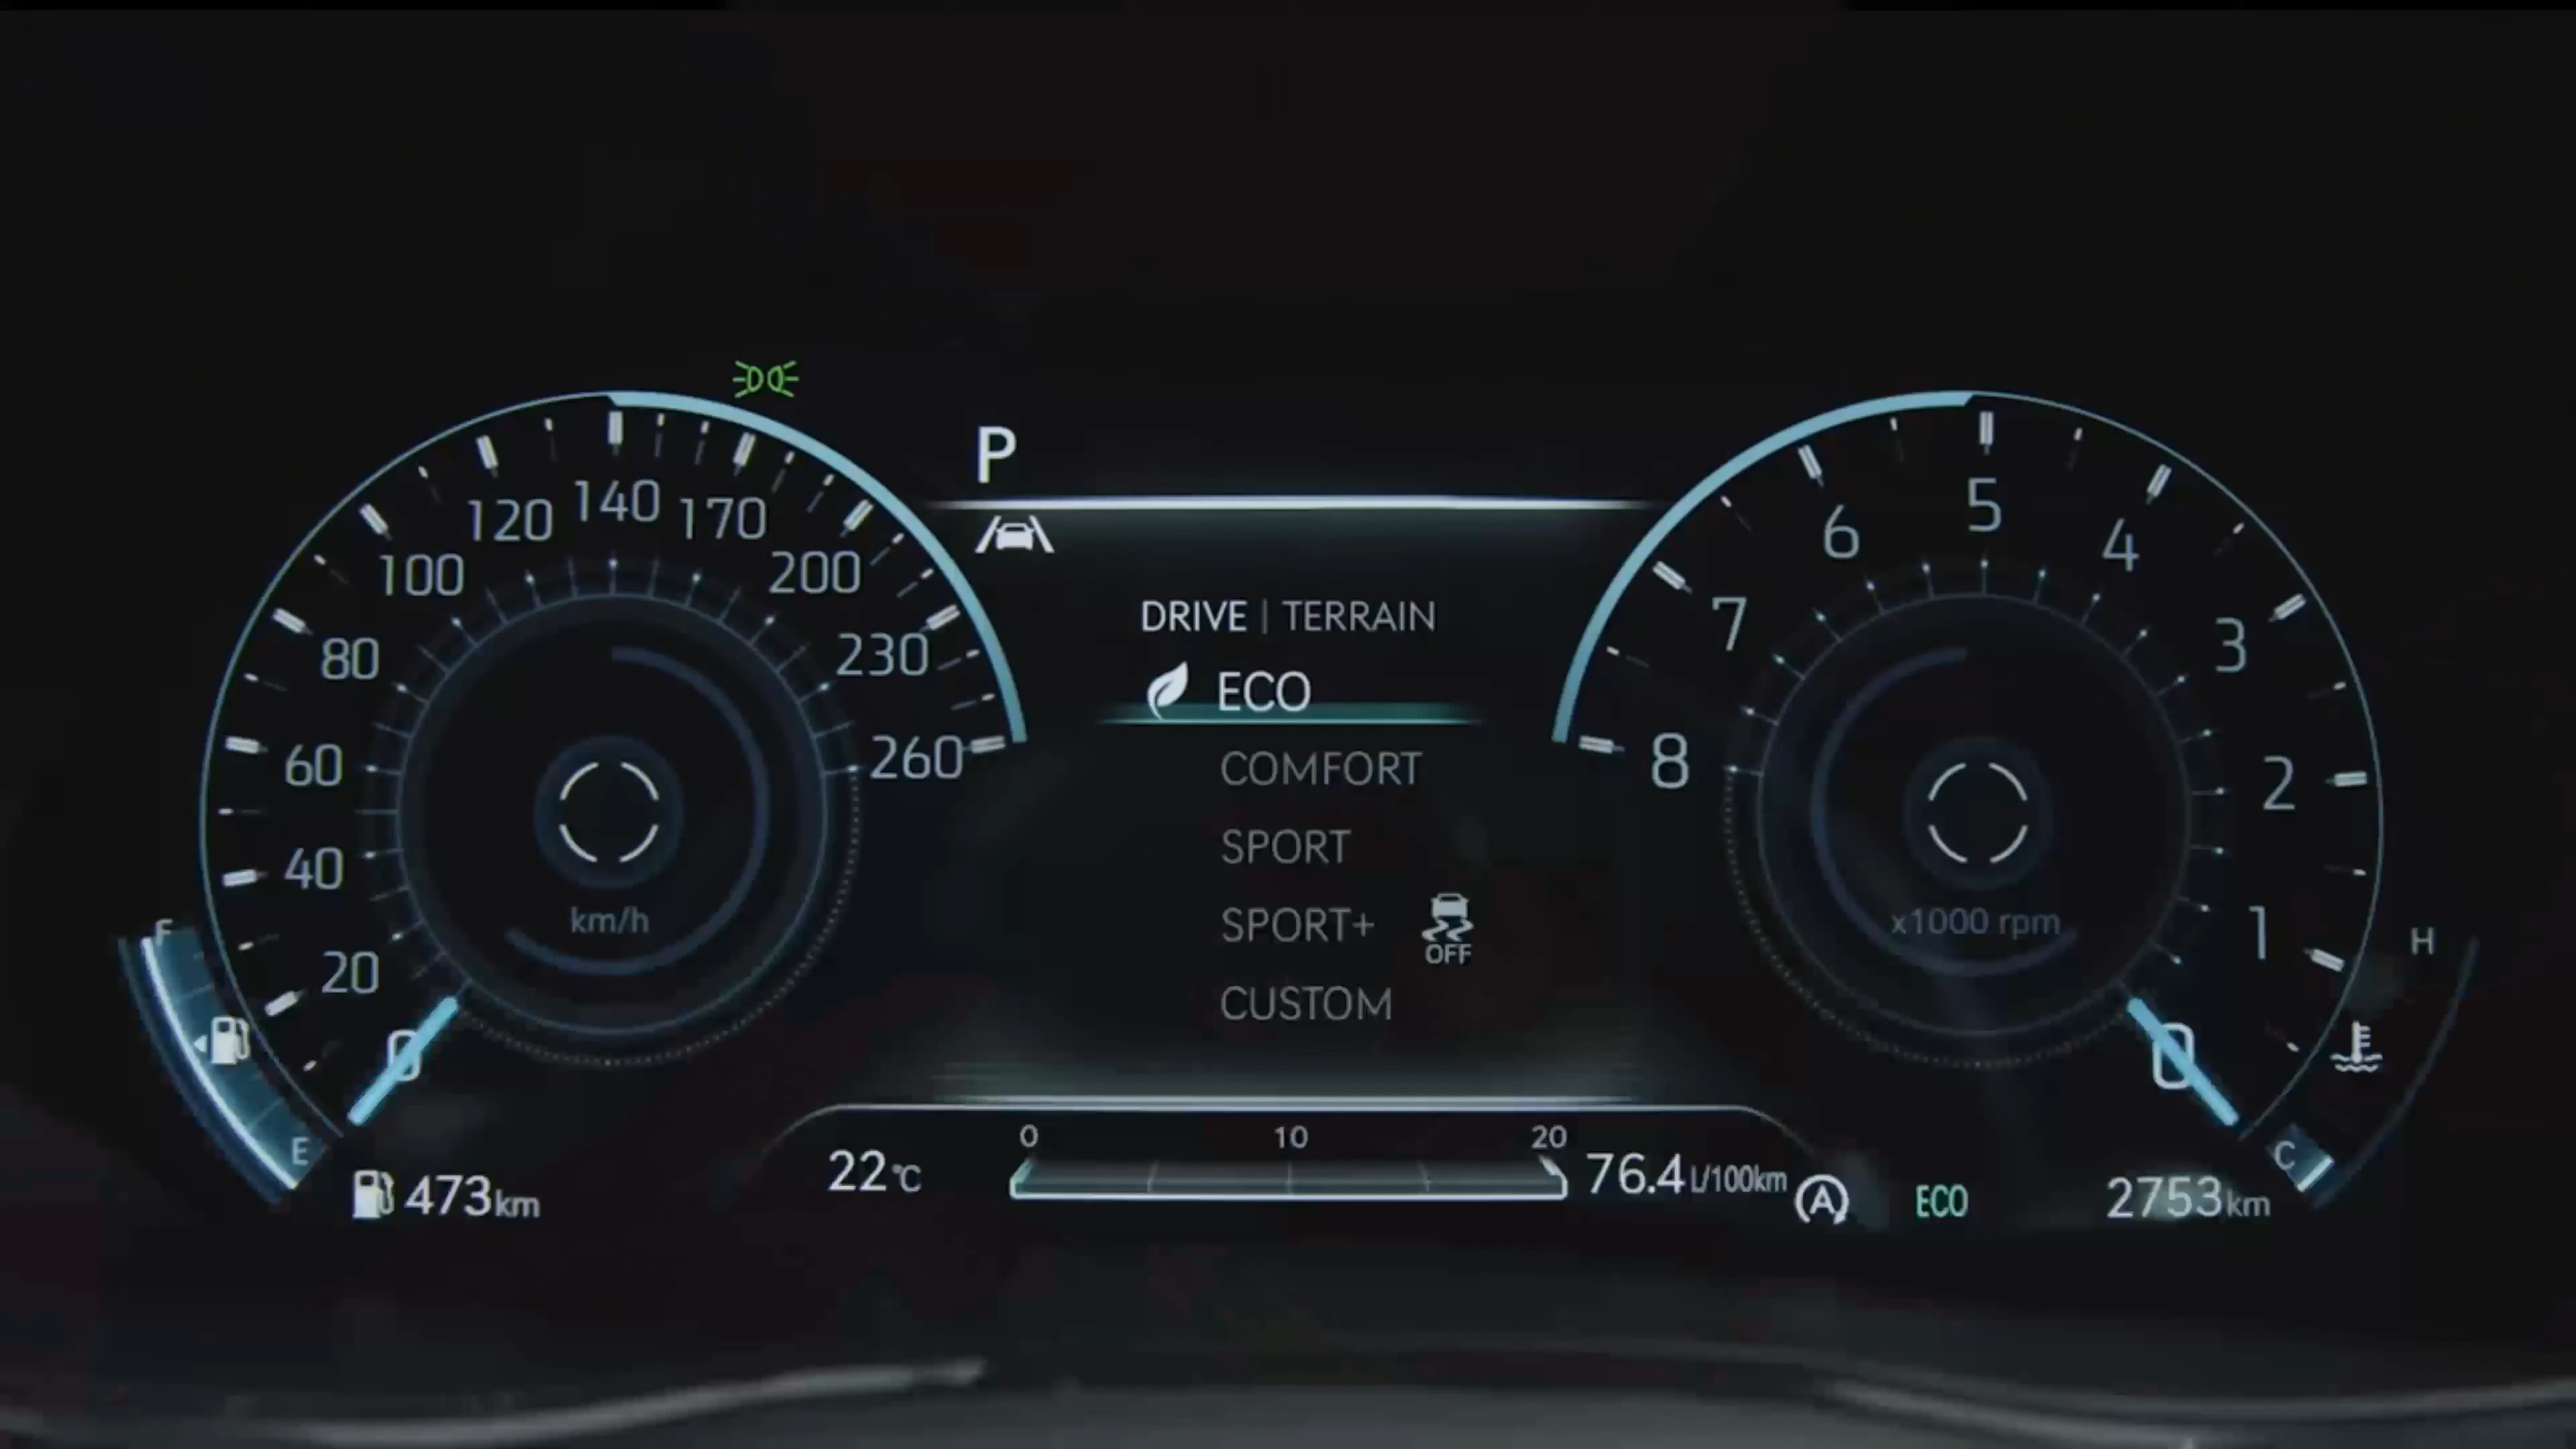 P
120 140 170
100 200
80 230
60 260
40
20
0
km/h
F
E
DRIVE | TERRAIN
ECO
COMFORT
SPORT
SPORT+ OFF
CUSTOM
5
6 4
7 3
8 2
1
0
x1000 rpm
H
C
0 10 20
473km
22°C
76.4 L/100km
A
ECO
2753km